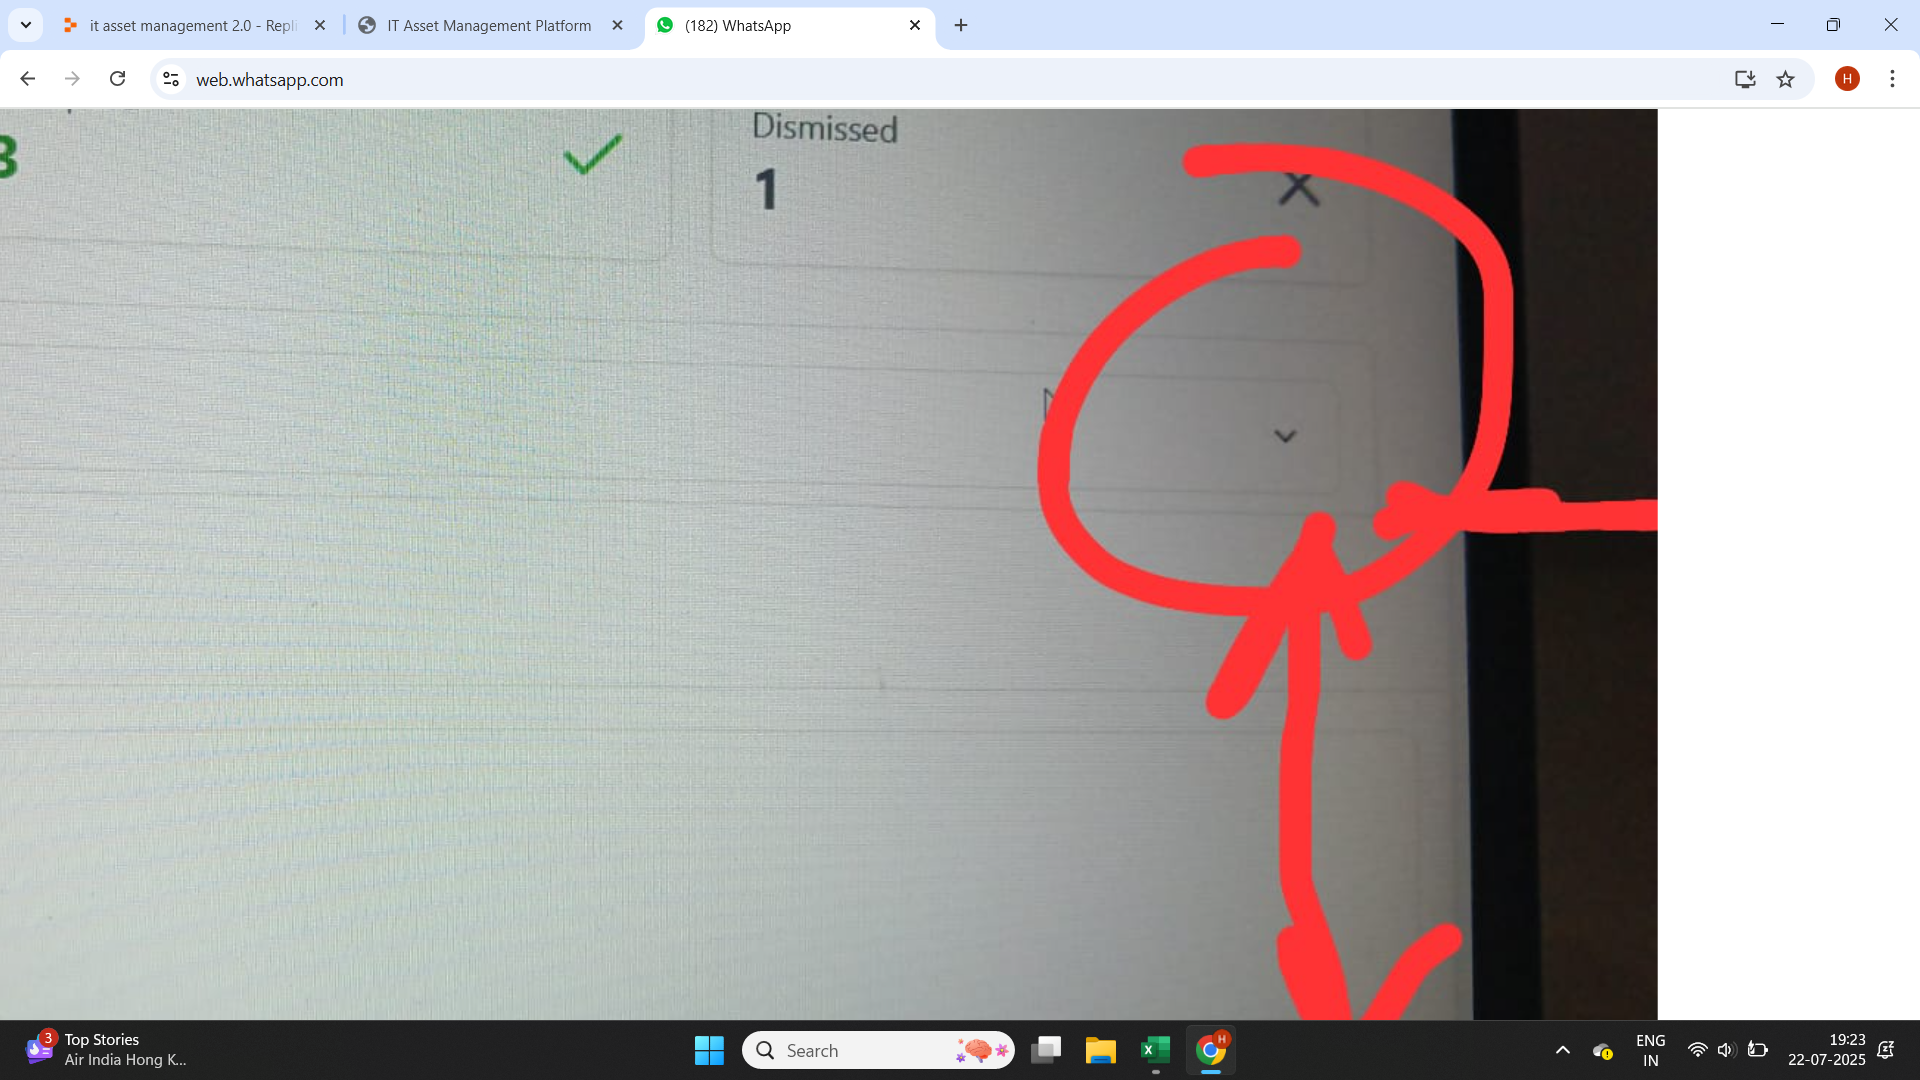 it asset management 2.0 - Repli
IT Asset Management Platform
(182) WhatsApp
web.whatsapp.com
H
Dismissed
1
3
Top Stories
Air India Hong K...
Search
H
ENG
IN
19:23
22-07-2025